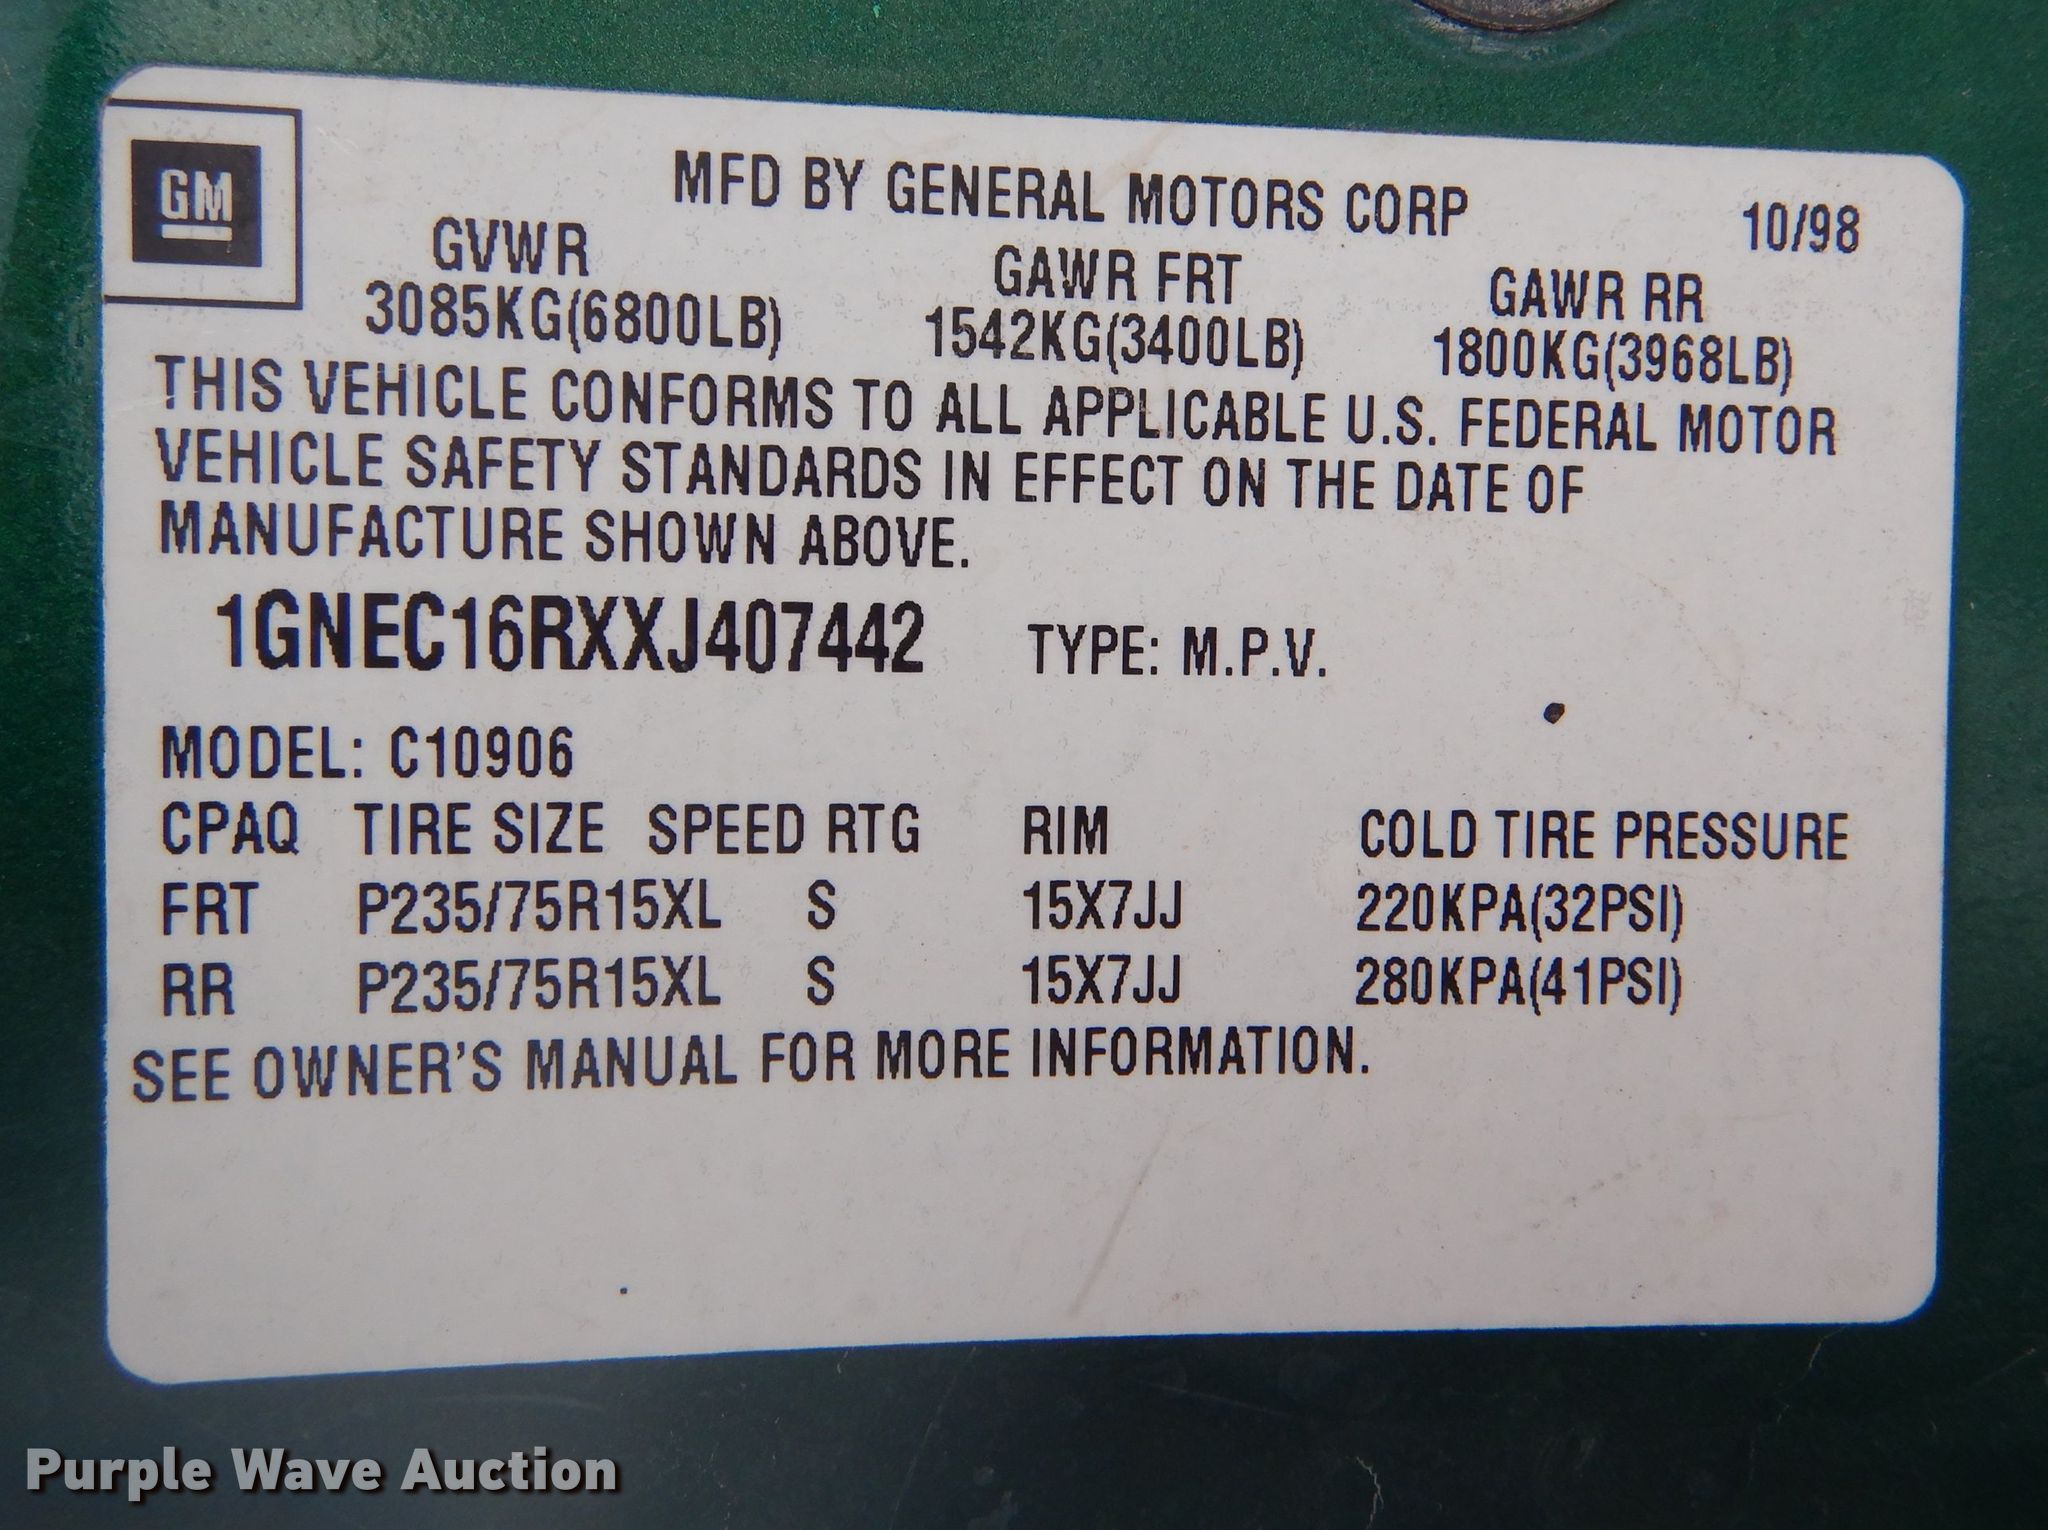 GM
MFD BY GENERAL MOTORS CORP
10/98
GVWR GAWR FRT GAWR RR
3085KG(6800LB) 1542KG(3400LB) 1800KG(3968LB)
THIS VEHICLE CONFORMS TO ALL APPLICABLE U.S. FEDERAL MOTOR
VEHICLE SAFETY STANDARDS IN EFFECT ON THE DATE OF
MANUFACTURE SHOWN ABOVE.
1GNEC16RXXJ407442 TYPE: M.P.V.
MODEL: C10906
CPAQ TIRE SIZE SPEED RTG RIM COLD TIRE PRESSURE
FRT P235/75R15XL S 15X7JJ 220KPA(32PSI)
RR P235/75R15XL S 15X7JJ 280KPA(41PSI)
SEE OWNER'S MANUAL FOR MORE INFORMATION.
Purple Wave Auction